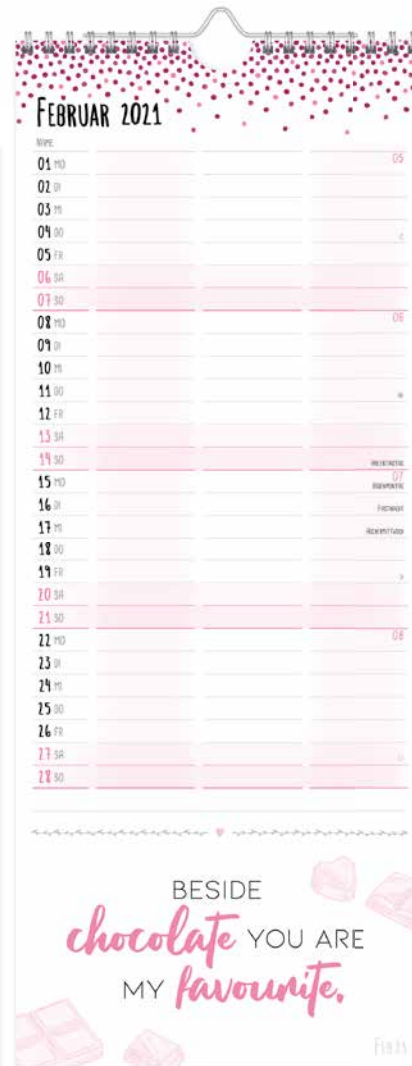 FEBRUAR 2021
NAME
01 MO 05
02 DI
03 MI
04 DO
05 FR
06 SA
07 SO
08 MO 06
09 DI
10 MI
11 DO
12 FR
13 SA
14 SO VALENTINSTAG
15 MO 07 ROSENMONTAG
16 DI FASTNACHT
17 MI ASCHERMITTWOCH
18 DO
19 FR
20 SA
21 SO
22 MO 08
23 DI
24 MI
25 DO
26 FR
27 SA
28 SO
BESIDE
chocolate YOU ARE
MY favourite.